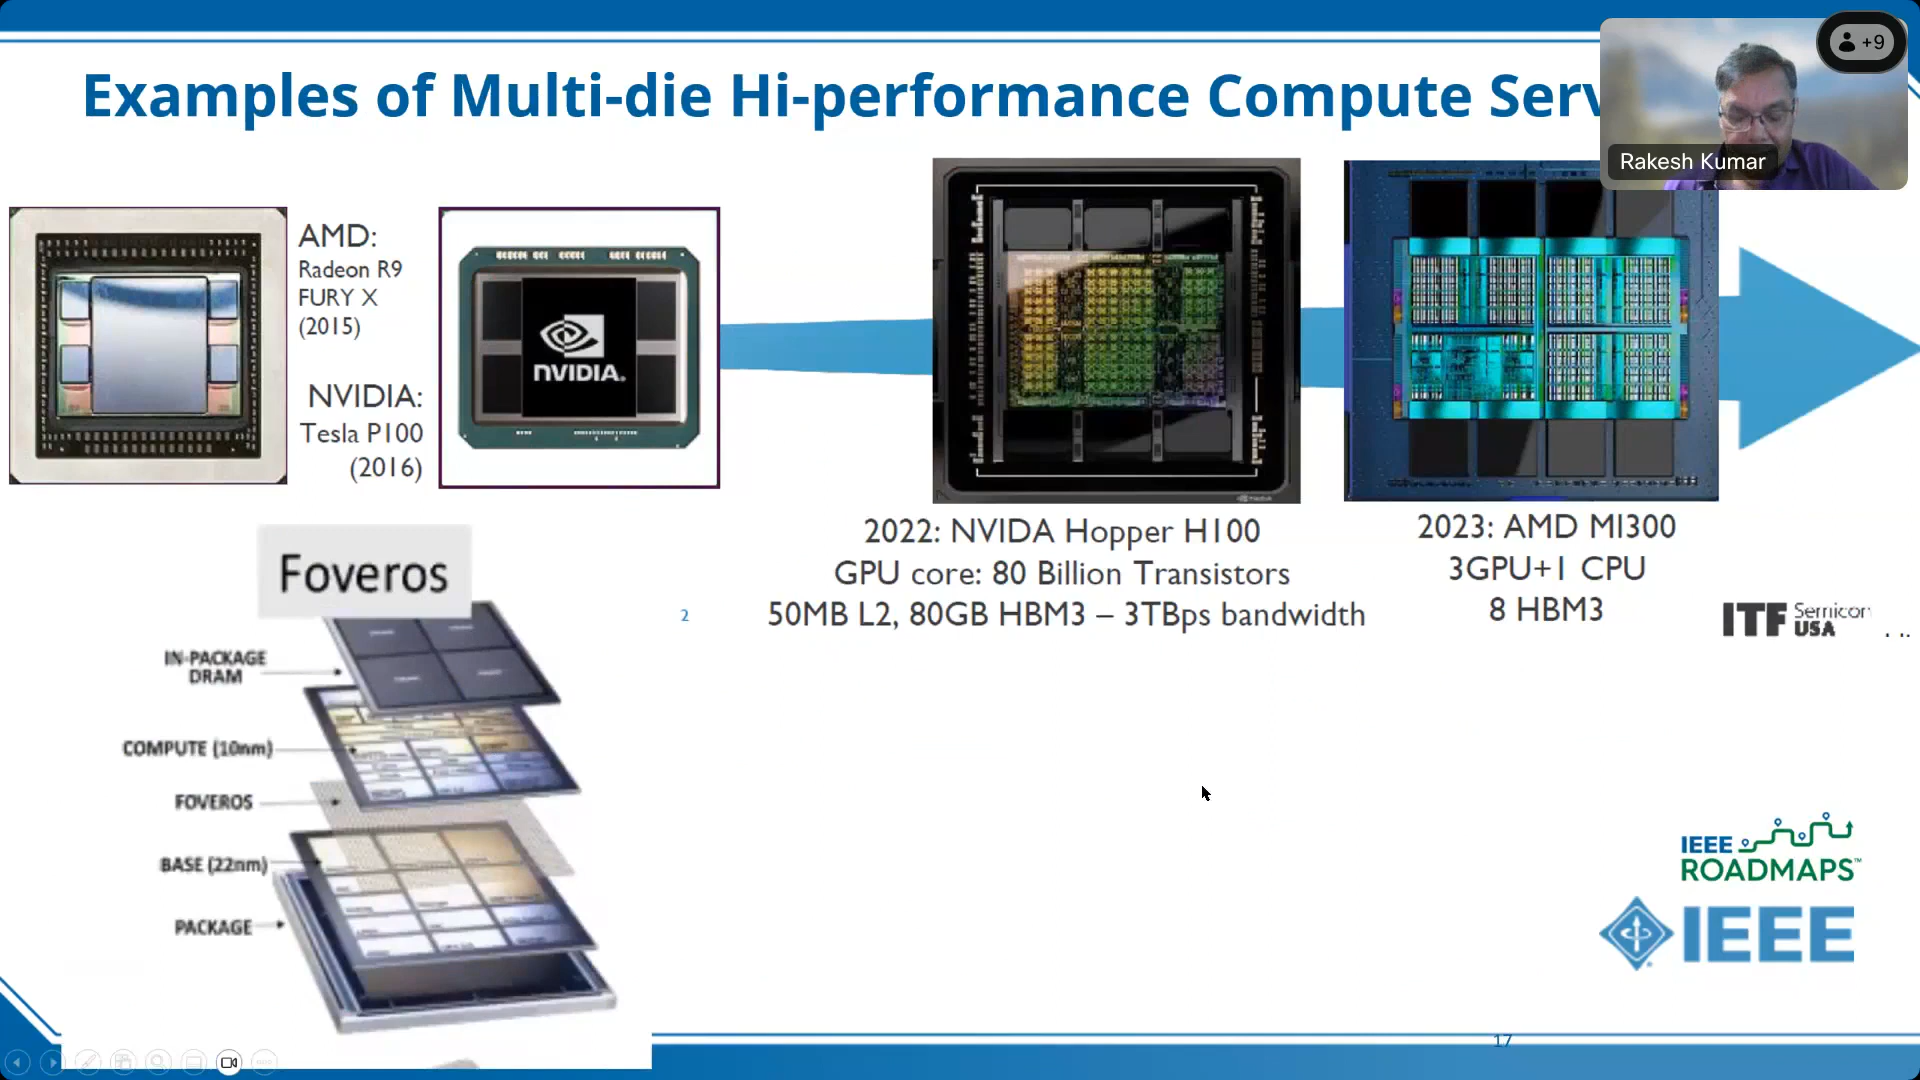 Examples of Multi-die Hi-performance Compute Serv
+9
Rakesh Kumar
AMD:
Radeon R9
FURY X
(2015)
NVIDIA:
Tesla P100
(2016)
NVIDIA.
2022: NVIDA Hopper H100
GPU core: 80 Billion Transistors
50MB L2, 80GB HBM3 – 3TBps bandwidth
2023: AMD MI300
3GPU+1 CPU
8 HBM3
ITF Semicon
USA
2
Foveros
IN-PACKAGE
DRAM
COMPUTE (10nm)
FOVEROS
BASE (22nm)
PACKAGE
IEEE
ROADMAPS™
IEEE
17